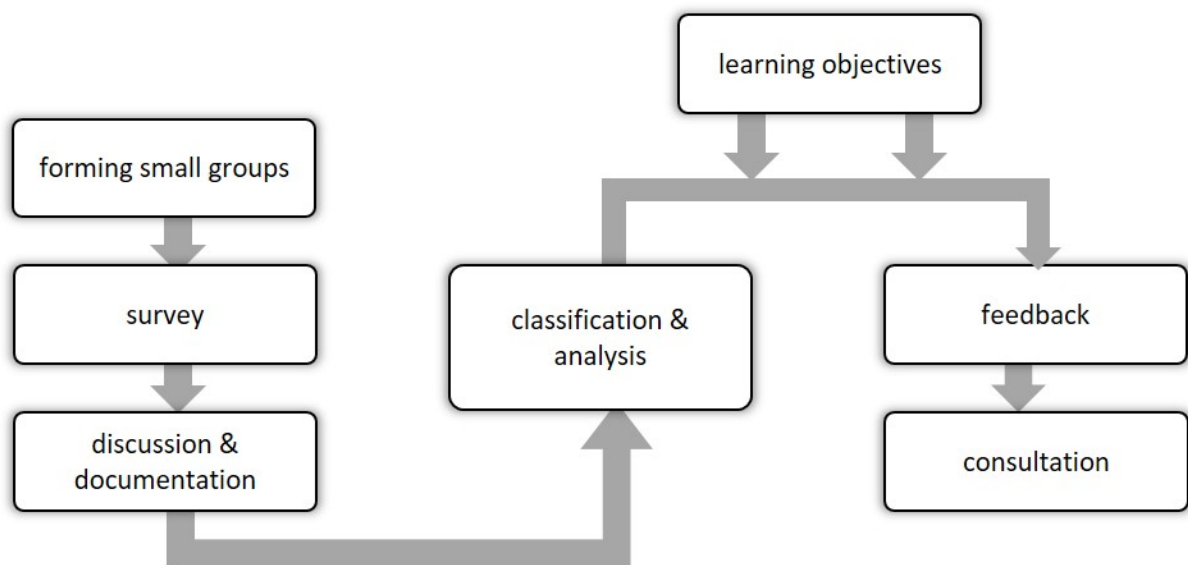 forming small groups
survey
discussion &
documentation
classification &
analysis
learning objectives
feedback
consultation